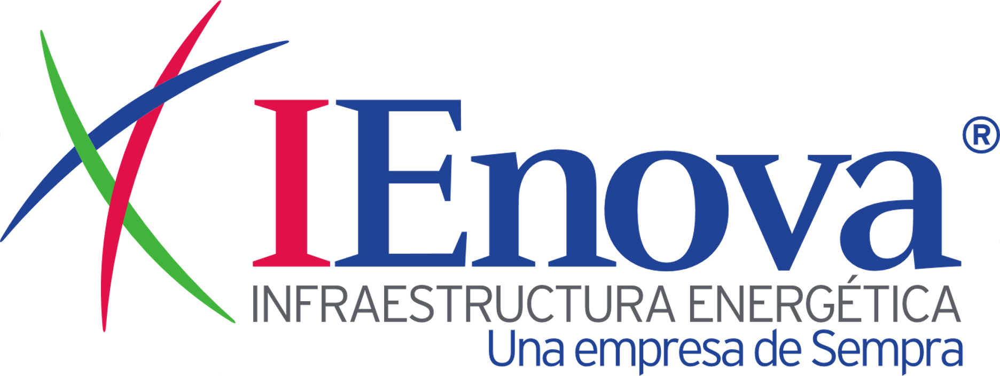 IEnova®
INFRAESTRUCTURA ENERGÉTICA
Una empresa de Sempra